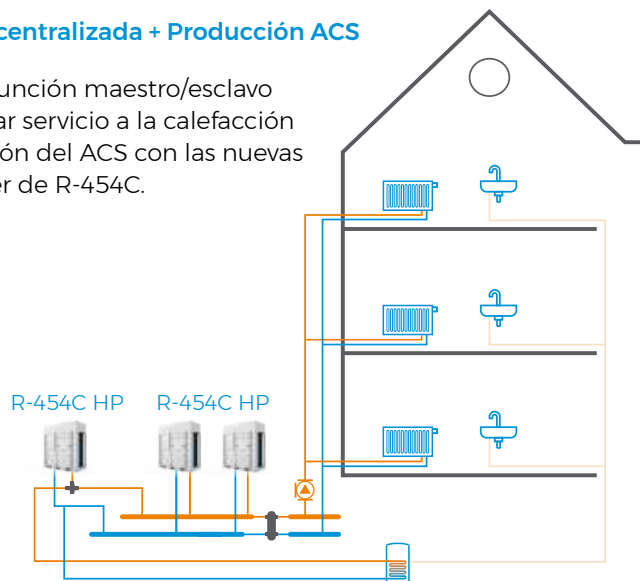 centralizada + Producción ACS
unción maestro/esclavo
ar servicio a la calefacción
ón del ACS con las nuevas
er de R-454C.
R-454C HP R-454C HP